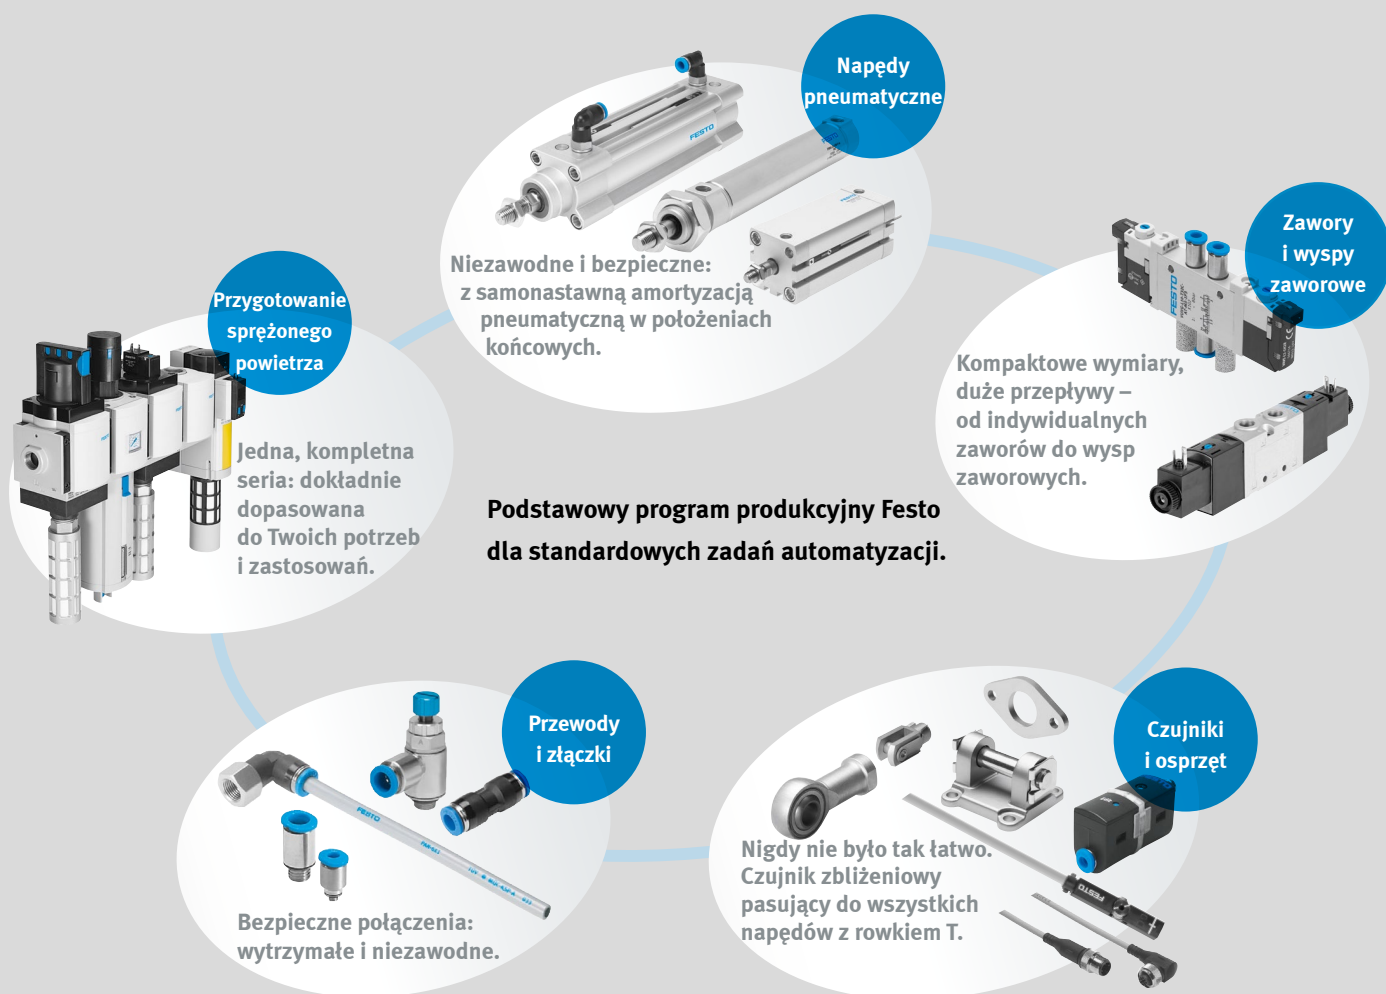 Napędy
pneumatyczne
FESTO
Niezawodne i bezpieczne:
z samonastawną amortyzacją
pneumatyczną w położeniach
końcowych.
Zawory
i wyspy
zaworowe
FESTO
Kompaktowe wymiary,
duże przepływy –
od indywidualnych
zaworów do wysp
zaworowych.
Przygotowanie
sprężonego
powietrza
Jedna, kompletna
seria: dokładnie
dopasowana
do Twoich potrzeb
i zastosowań.
Podstawowy program produkcyjny Festo
dla standardowych zadań automatyzacji.
Przewody
i złączki
FESTO
Bezpieczne połączenia:
wytrzymałe i niezawodne.
Czujniki
i osprzęt
Nigdy nie było tak łatwo.
Czujnik zbliżeniowy
pasujący do wszystkich
napędów z rowkiem T.
FESTO